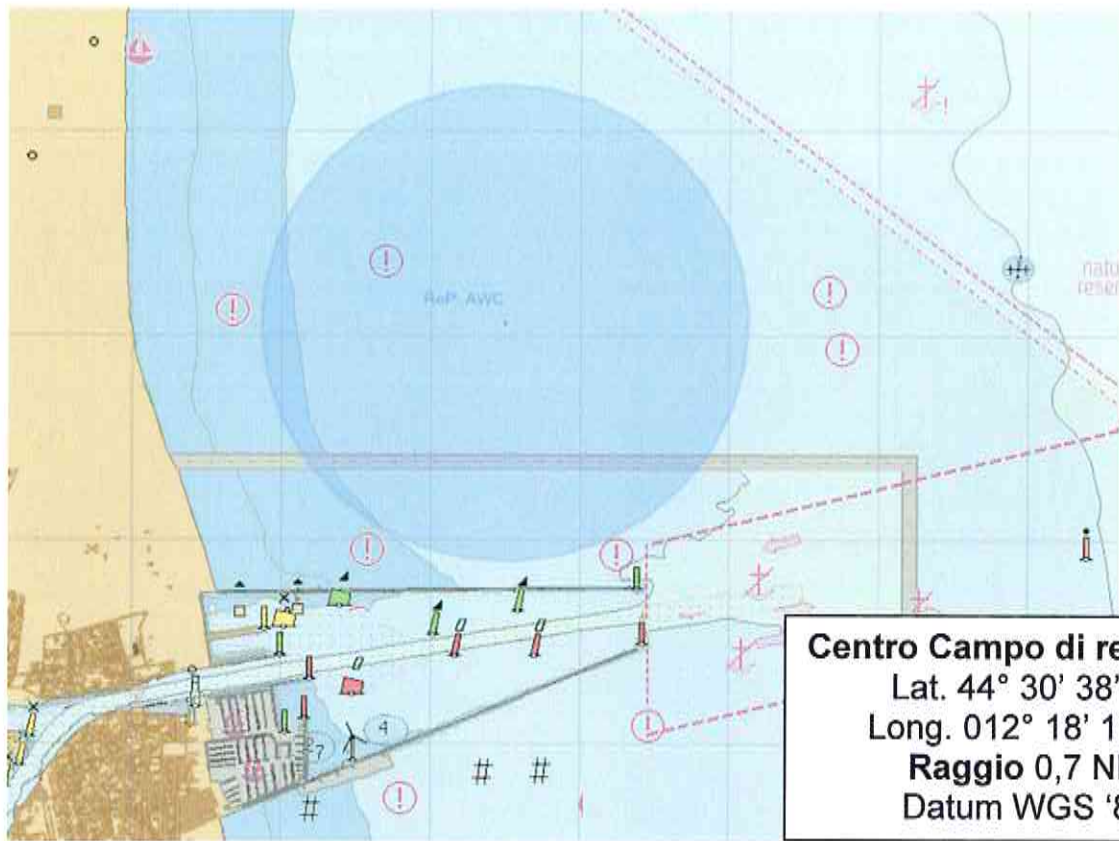 RoP AWC
natu
reser
4
7
Centro Campo di re
Lat. 44° 30' 38'
Long. 012° 18' 1
Raggio 0,7 N
Datum WGS '8